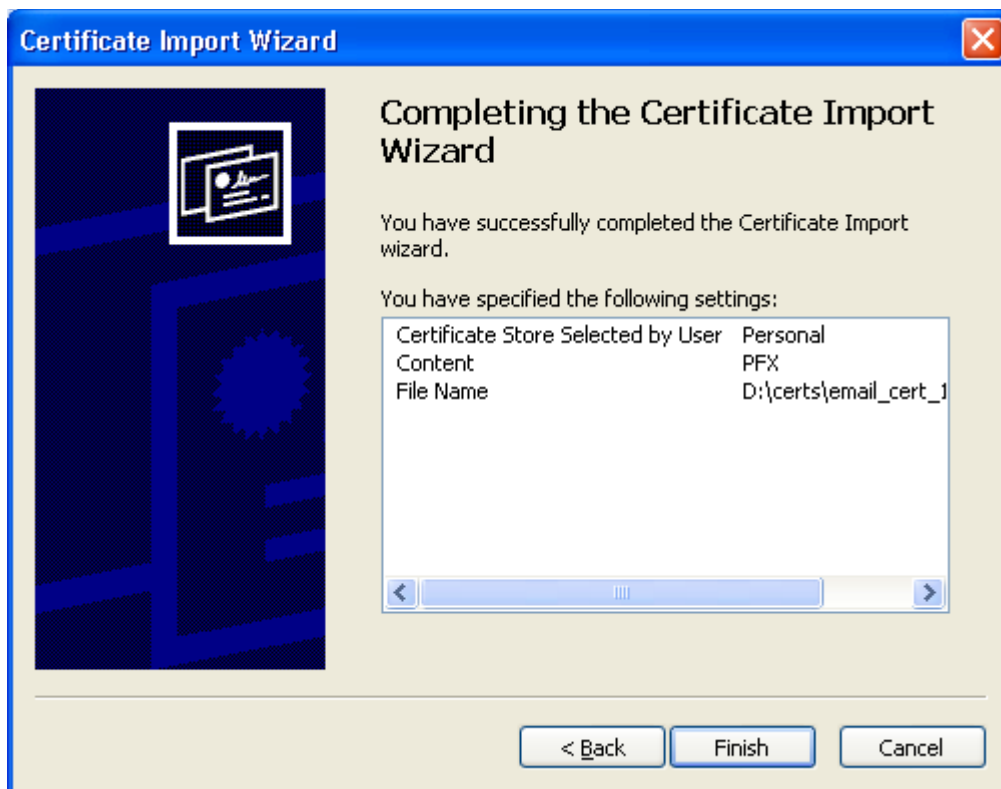 Certificate Import Wizard
Completing the Certificate Import
Wizard
You have successfully completed the Certificate Import
wizard.
You have specified the following settings:
Certificate Store Selected by User Personal
Content PFX
File Name D:\certs\email_cert_1
< Back Finish Cancel